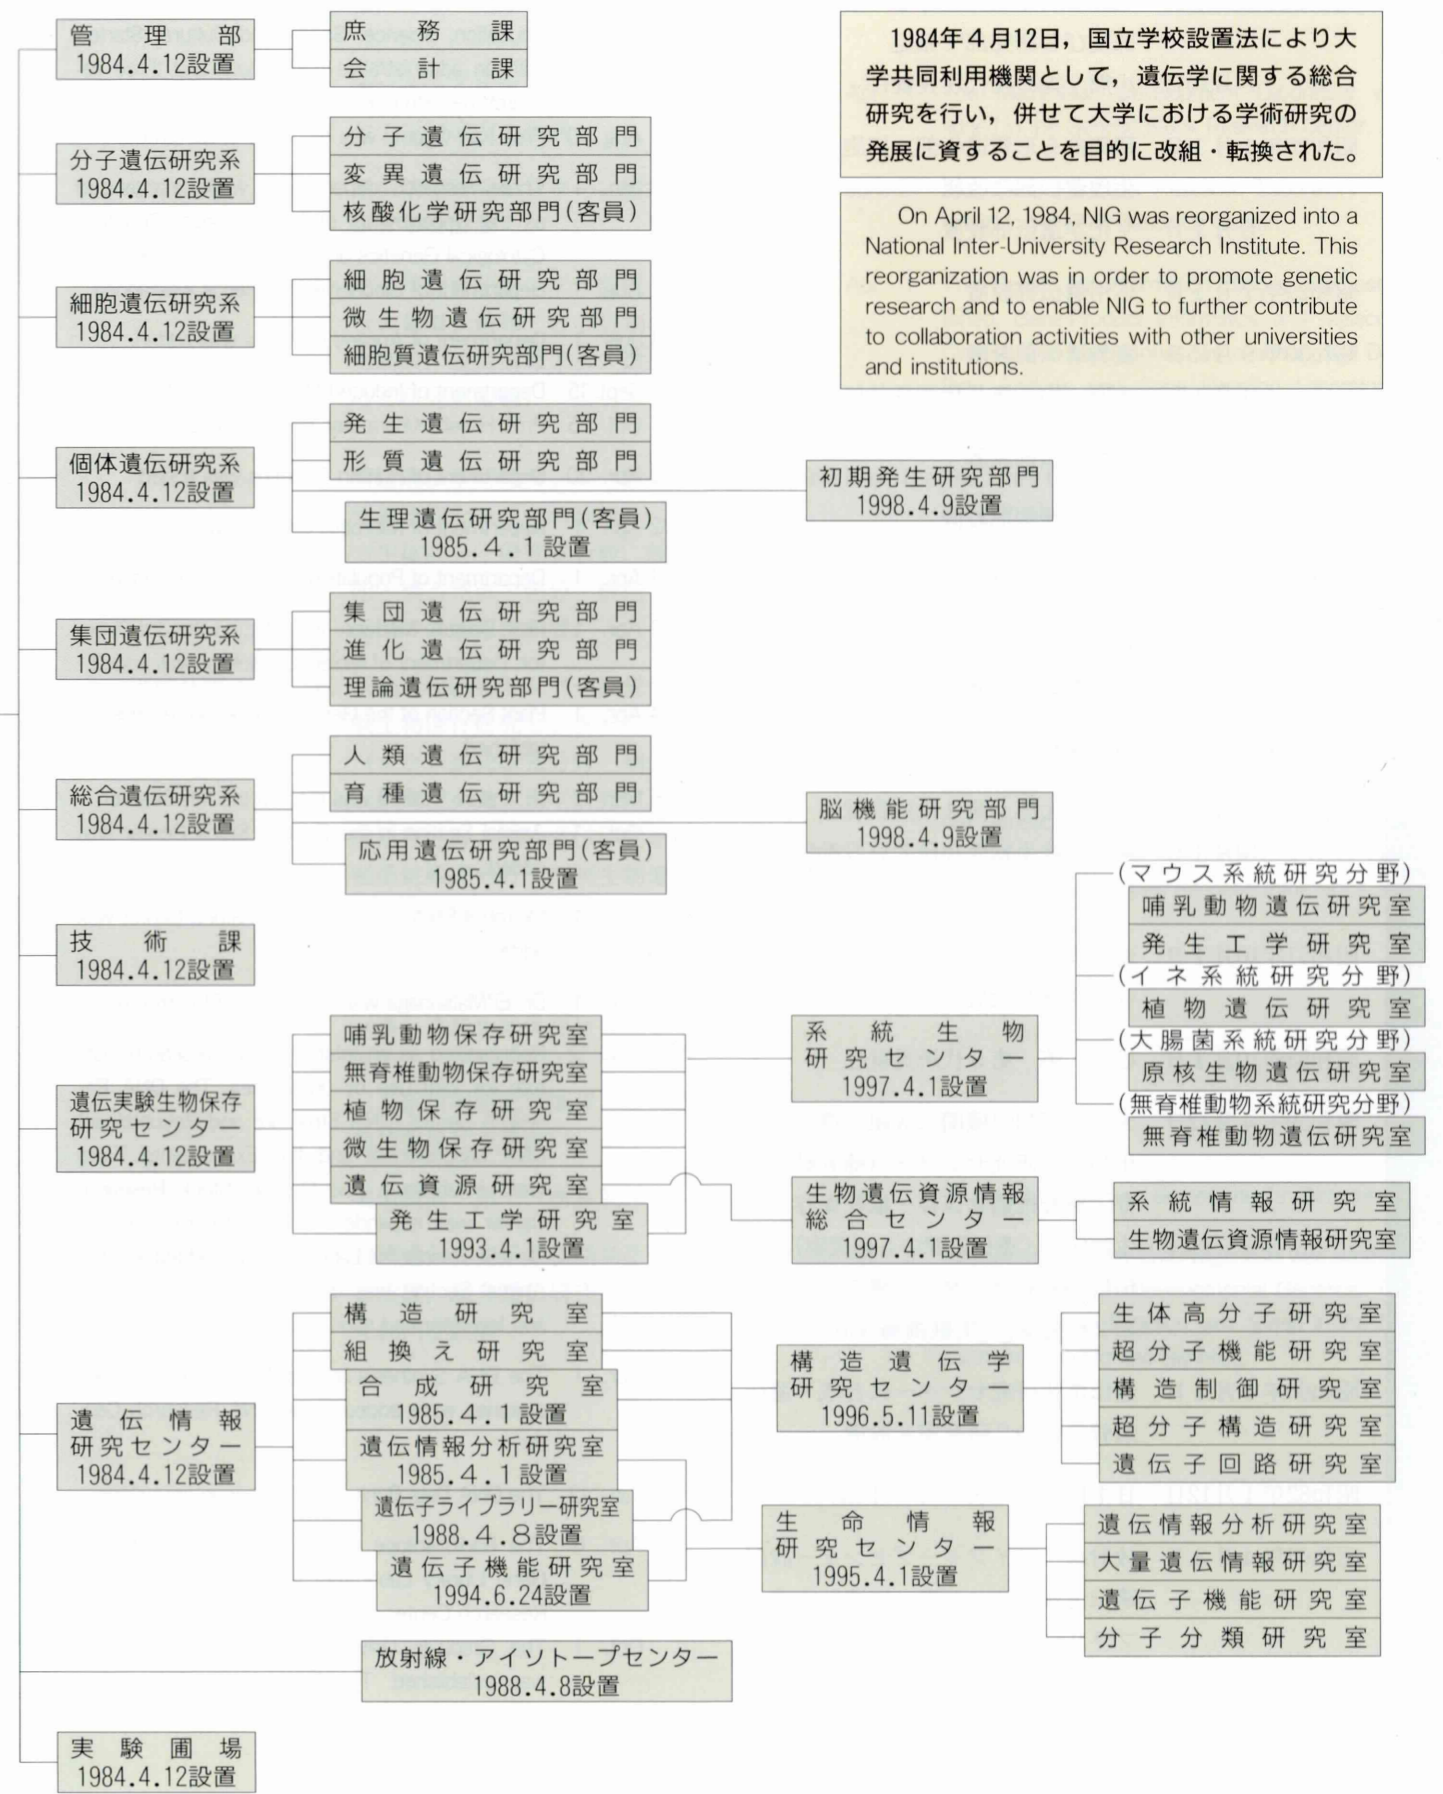 管理部
1984.4.12設置
庶務課
会計課
1984年4月12日，国立学校設置法により大
学共同利用機関として，遺伝学に関する総合
研究を行い，併せて大学における学術研究の
発展に資することを目的に改組・転換された。
On April 12, 1984, NIG was reorganized into a
National Inter-University Research Institute. This
reorganization was in order to promote genetic
research and to enable NIG to further contribute
to collaboration activities with other universities
and institutions.
分子遺伝研究系
1984.4.12設置
分子遺伝研究部門
変異遺伝研究部門
核酸化学研究部門(客員)
細胞遺伝研究系
1984.4.12設置
細胞遺伝研究部門
微生物遺伝研究部門
細胞質遺伝研究部門(客員)
個体遺伝研究系
1984.4.12設置
発生遺伝研究部門
形質遺伝研究部門
初期発生研究部門
1998.4.9設置
生理遺伝研究部門(客員)
1985.4.1設置
集団遺伝研究系
1984.4.12設置
集団遺伝研究部門
進化遺伝研究部門
理論遺伝研究部門(客員)
総合遺伝研究系
1984.4.12設置
人類遺伝研究部門
育種遺伝研究部門
脳機能研究部門
1998.4.9設置
応用遺伝研究部門(客員)
1985.4.1設置
技術課
1984.4.12設置
遺伝実験生物保存
研究センター
1984.4.12設置
哺乳動物保存研究室
無脊椎動物保存研究室
植物保存研究室
微生物保存研究室
遺伝資源研究室
発生工学研究室
1993.4.1設置
系統生物
研究センター
1997.4.1設置
(マウス系統研究分野)
哺乳動物遺伝研究室
発生工学研究室
(イネ系統研究分野)
植物遺伝研究室
(大腸菌系統研究分野)
原核生物遺伝研究室
(無脊椎動物系統研究分野)
無脊椎動物遺伝研究室
生物遺伝資源情報
総合センター
1997.4.1設置
系統情報研究室
生物遺伝資源情報研究室
遺伝情報
研究センター
1984.4.12設置
構造研究室
組換え研究室
合成研究室
1985.4.1設置
遺伝情報分析研究室
1985.4.1設置
遺伝子ライブラリー研究室
1988.4.8設置
遺伝子機能研究室
1994.6.24設置
構造遺伝学
研究センター
1996.5.11設置
生体高分子研究室
超分子機能研究室
構造制御研究室
超分子構造研究室
遺伝子回路研究室
生命情報
研究センター
1995.4.1設置
遺伝情報分析研究室
大量遺伝情報研究室
遺伝子機能研究室
分子分類研究室
放射線・アイソトープセンター
1988.4.8設置
実験圃場
1984.4.12設置